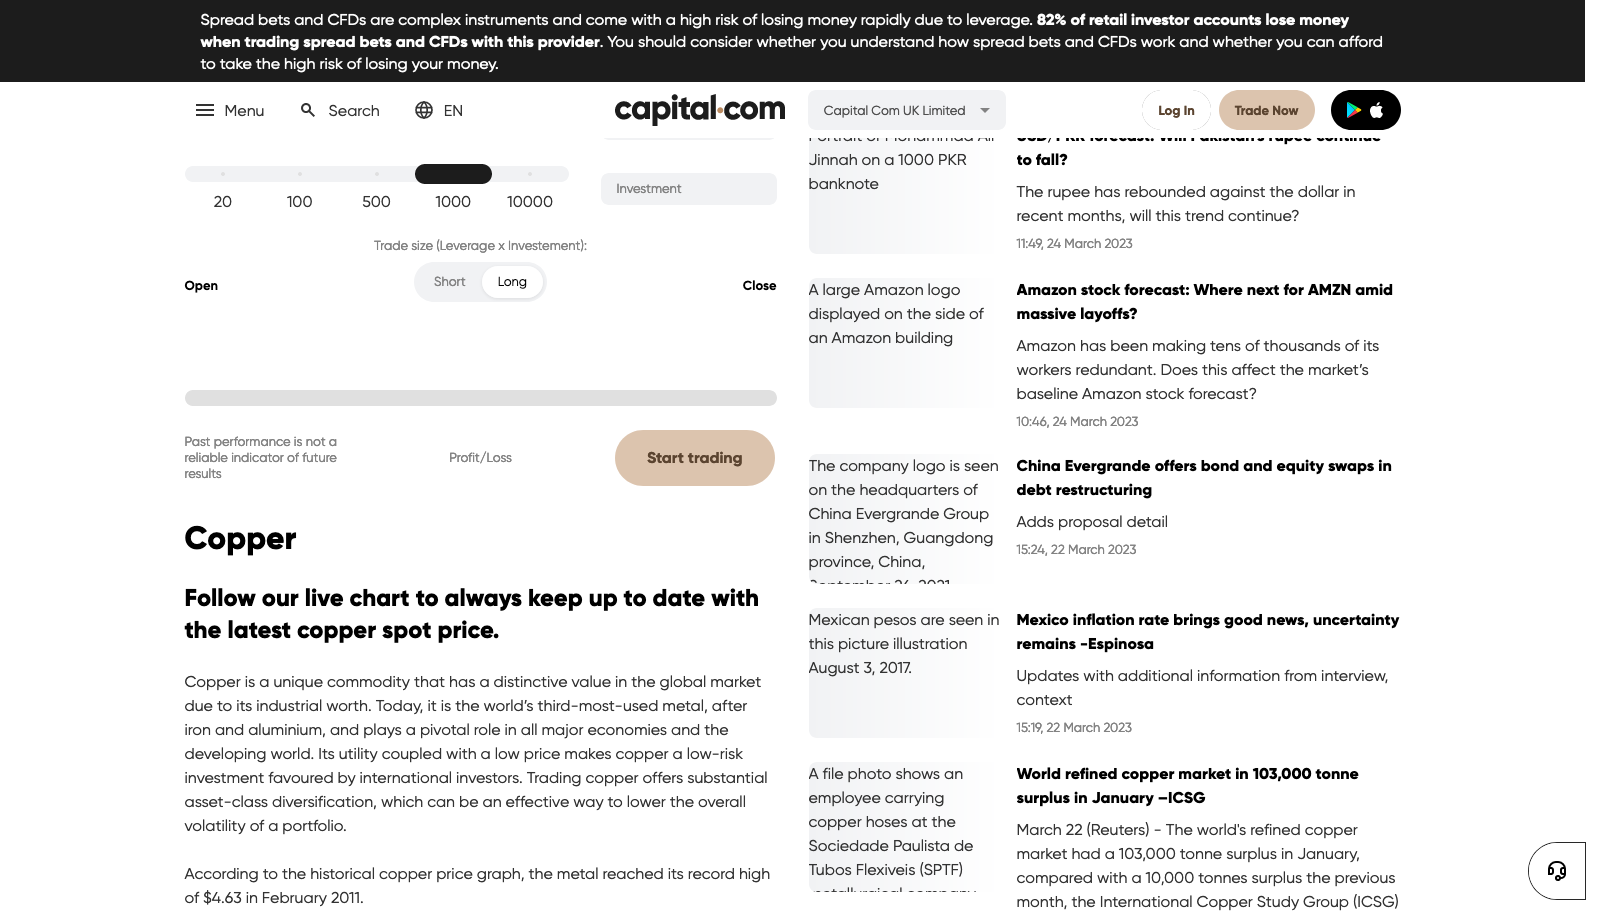 Spread bets and CFDs are complex instruments and come with a high risk of losing money rapidly due to leverage. 82% of retail investor accounts lose money
when trading spread bets and CFDs with this provider. You should consider whether you understand how spread bets and CFDs work and whether you can afford
to take the high risk of losing your money.
Menu
Search
EN
capital.com
Capital Com UK Limited
Log In
Trade Now
20
100
500
1000
10000
Investment
Trade size (Leverage x Investement):
Open
Short
Long
Close
Past performance is not a
reliable indicator of future
results
Profit/Loss
Start trading
Copper
Follow our live chart to always keep up to date with
the latest copper spot price.
Copper is a unique commodity that has a distinctive value in the global market
due to its industrial worth. Today, it is the world’s third-most-used metal, after
iron and aluminium, and plays a pivotal role in all major economies and the
developing world. Its utility coupled with a low price makes copper a low-risk
investment favoured by international investors. Trading copper offers substantial
asset-class diversification, which can be an effective way to lower the overall
volatility of a portfolio.
According to the historical copper price graph, the metal reached its record high
of $4.63 in February 2011.
Portrait of Mohammad Ali
Jinnah on a 1000 PKR
banknote
USD/PKR forecast: Will Pakistan’s rupee continue
to fall?
The rupee has rebounded against the dollar in
recent months, will this trend continue?
11:49, 24 March 2023
A large Amazon logo
displayed on the side of
an Amazon building
Amazon stock forecast: Where next for AMZN amid
massive layoffs?
Amazon has been making tens of thousands of its
workers redundant. Does this affect the market’s
baseline Amazon stock forecast?
10:46, 24 March 2023
The company logo is seen
on the headquarters of
China Evergrande Group
in Shenzhen, Guangdong
province, China,
September 26, 2021
China Evergrande offers bond and equity swaps in
debt restructuring
Adds proposal detail
15:24, 22 March 2023
Mexican pesos are seen in
this picture illustration
August 3, 2017.
Mexico inflation rate brings good news, uncertainty
remains -Espinosa
Updates with additional information from interview,
context
15:19, 22 March 2023
A file photo shows an
employee carrying
copper hoses at the
Sociedade Paulista de
Tubos Flexiveis (SPTF)
metallurgical company
World refined copper market in 103,000 tonne
surplus in January –ICSG
March 22 (Reuters) - The world's refined copper
market had a 103,000 tonne surplus in January,
compared with a 10,000 tonnes surplus the previous
month, the International Copper Study Group (ICSG)